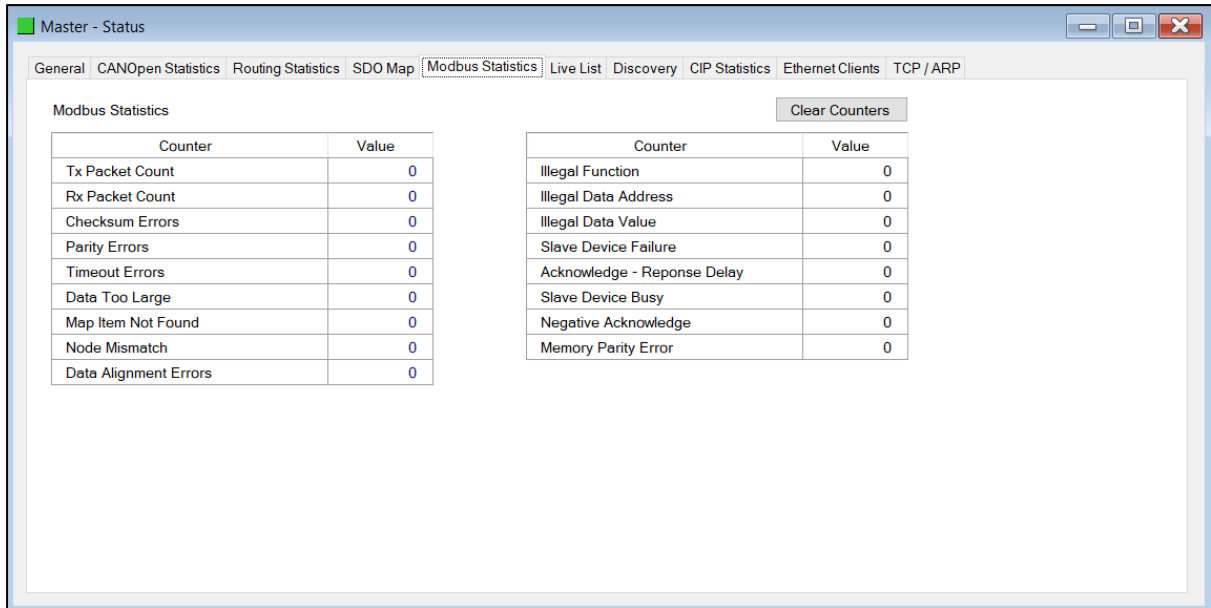 Master - Status
General CANOpen Statistics Routing Statistics SDO Map Modbus Statistics Live List Discovery CIP Statistics Ethernet Clients TCP / ARP
Modbus Statistics Clear Counters
Counter Value Counter Value
Tx Packet Count 0 Illegal Function 0
Rx Packet Count 0 Illegal Data Address 0
Checksum Errors 0 Illegal Data Value 0
Parity Errors 0 Slave Device Failure 0
Timeout Errors 0 Acknowledge - Reponse Delay 0
Data Too Large 0 Slave Device Busy 0
Map Item Not Found 0 Negative Acknowledge 0
Node Mismatch 0 Memory Parity Error 0
Data Alignment Errors 0